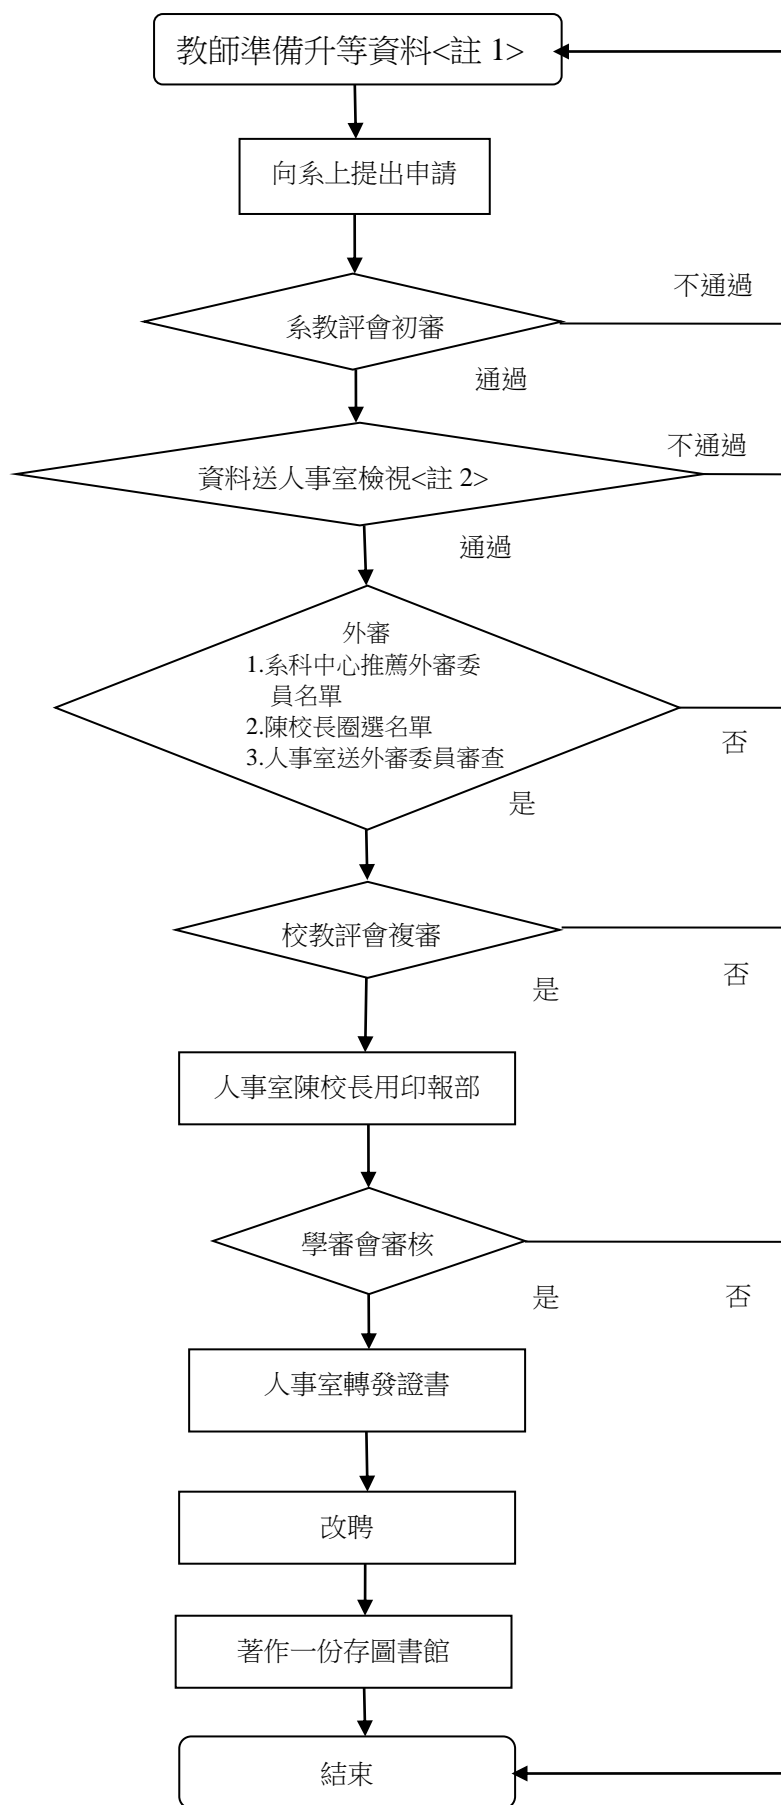 教師準備升等資料<註 1>
向系上提出申請
不通過
系教評會初審
通過
不通過
資料送人事室檢視<註 2>
通過
外審
1.系科中心推薦外審委
員名單
2.陳校長圈選名單
3.人事室送外審委員審查
否
是
校教評會複審
否
是
人事室陳校長用印報部
學審會審核
是
否
人事室轉發證書
改聘
著作一份存圖書館
結束